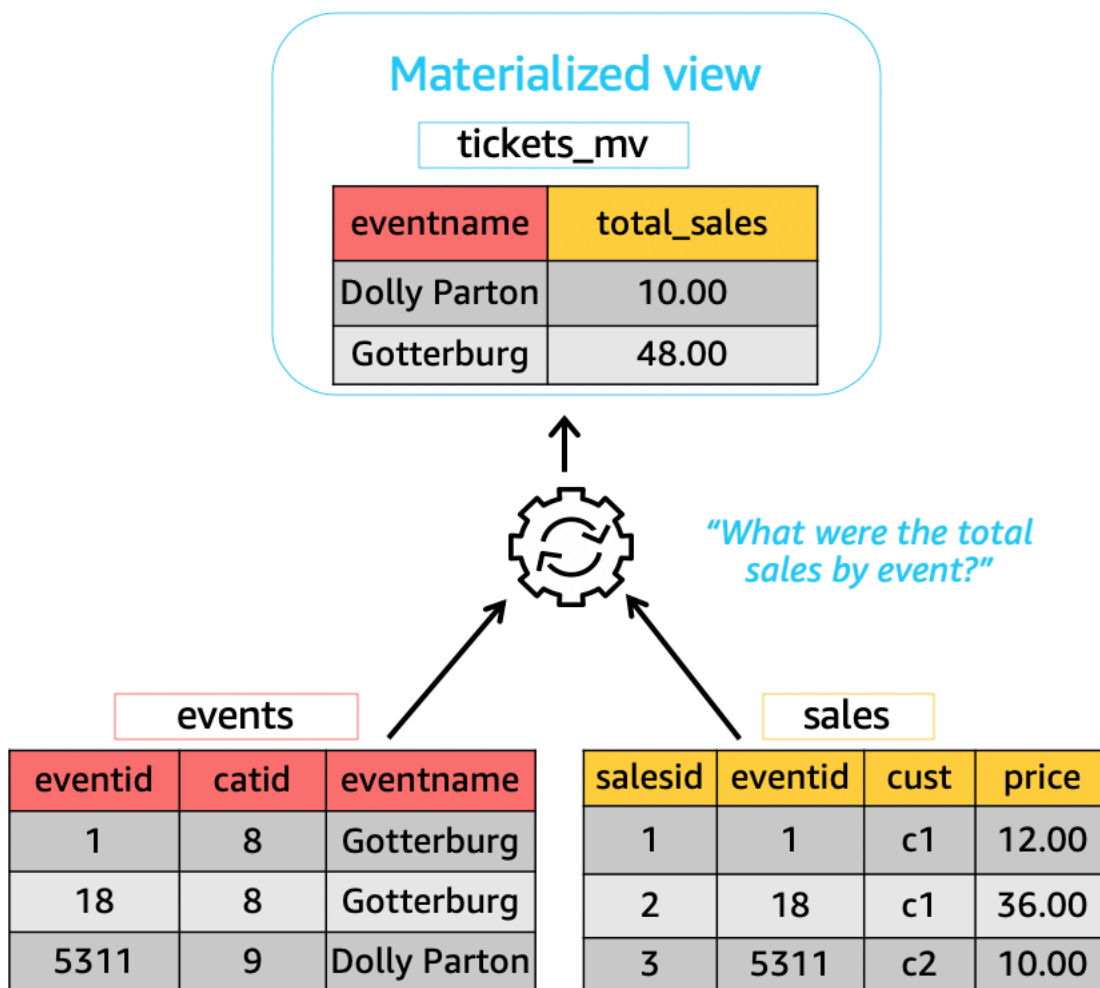 Materialized view
tickets_mv
eventname total_sales
Dolly Parton 10.00
Gotterburg 48.00
“What were the total
sales by event?”
events
eventid catid eventname
1 8 Gotterburg
18 8 Gotterburg
5311 9 Dolly Parton
sales
salesid eventid cust price
1 1 c1 12.00
2 18 c1 36.00
3 5311 c2 10.00